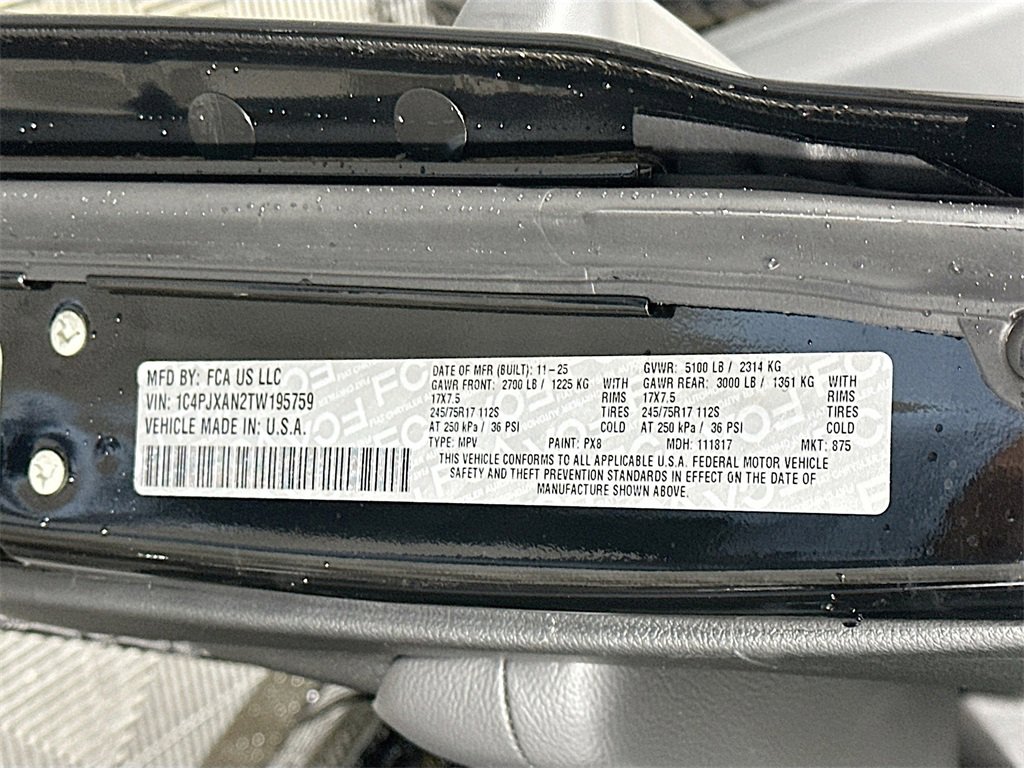 MFD BY: FCA US LLC
VIN: 1C4PJXAN2TW195759
VEHICLE MADE IN: U.S.A.
DATE OF MFR (BUILT): 11-25 GVWR: 5100 LB / 2314 KG
GAWR FRONT: 2700 LB / 1225 KG WITH GAWR REAR: 3000 LB / 1361 KG WITH
17X7.5 RIMS 17X7.5 RIMS
245/75R17 112S TIRES 245/75R17 112S TIRES
AT 250 kPa / 36 PSI COLD AT 250 kPa / 36 PSI COLD
TYPE: MPV PAINT: PX8 MDH: 111817 MKT: 875
THIS VEHICLE CONFORMS TO ALL APPLICABLE U.S.A. FEDERAL MOTOR VEHICLE
SAFETY AND THEFT PREVENTION STANDARDS IN EFFECT ON THE DATE OF
MANUFACTURE SHOWN ABOVE.